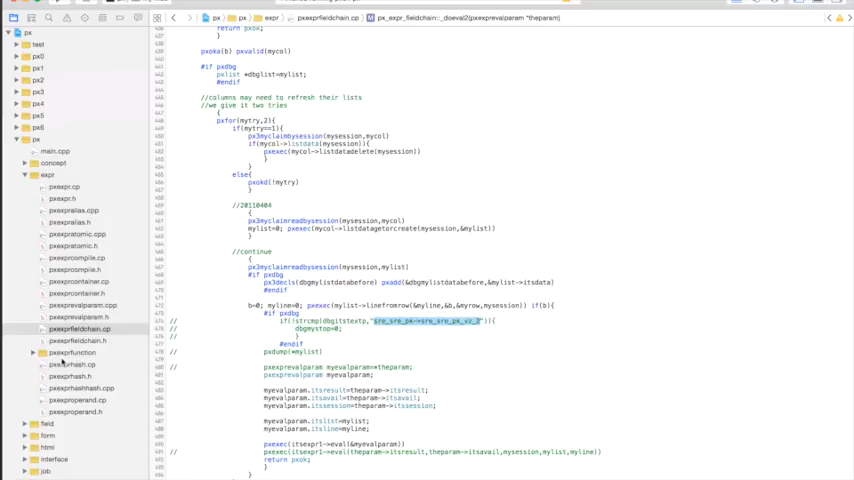 px px expr pxexprfieldchain.cp px_expr_fieldchain::_doeval2(pxexprevalparam *theparam)
px
test
px0
px1
px2
px3
px4
px5
px6
px
main.cpp
concept
expr
pxexpr.cp
pxexpr.h
pxexpralias.cpp
pxexpralias.h
pxexpratomic.cpp
pxexpratomic.h
pxexprcompile.cp
pxexprcompile.h
pxexprcontainer.cp
pxexprcontainer.h
pxexprevalparam.cpp
pxexprevalparam.h
pxexprfieldchain.cp
pxexprfieldchain.h
pxexprfunction
pxexprhash.cp
pxexprhash.h
pxexprhashhash.cpp
pxexproperand.cp
pxexproperand.h
field
form
html
interface
job
return pxok;
}
pxoka(b) pxvalid(mycol)
#if pxdbg
pxlist *dbglist=mylist;
#endif
//columns may need to refresh their lists
//we give it two tries
{
pxfor(mytry,2){
if(mytry==1){
px3myclaimbysession(mysession,mycol)
if(mycol->listdata(mysession)){
pxexec(mycol->listdatadelete(mysession))
}
}
else{
pxokd(!mytry)
}
//20110404
{
px3myclaimreadbysession(mysession,mycol)
mylist=0; pxexec(mycol->listdatagetorcreate(mysession,&mylist))
}
//continue
{
px3myclaimreadbysession(mysession,mylist)
#if pxdbg
px3decls(dbgmylistdatabefore) pxadd(&dbgmylistdatabefore,&mylist->itsdata)
#endif
b=0; myline=0; pxexec(mylist->linefromrow(&myline,&b,&myrow,mysession)) if(b){
#if pxdbg
// if(!strcmp(dbgitstextp,"sre_sre_px->sre_sre_px_vz_2")){
// dbgmystop=0;
// }
#endif
// pxdump(*mylist)
// pxexprevalparam myevalparam=*theparam;
pxexprevalparam myevalparam;
myevalparam.itsresult=theparam->itsresult;
myevalparam.itsavail=theparam->itsavail;
myevalparam.itssession=theparam->itssession;
myevalparam.itslist=mylist;
myevalparam.itsline=myline;
pxexec(itsexpr1->eval(&myevalparam))
// pxexec(itsexpr1->eval(theparam->itsresult,theparam->itsavail,mysession,mylist,myline))
return pxok;
}
}